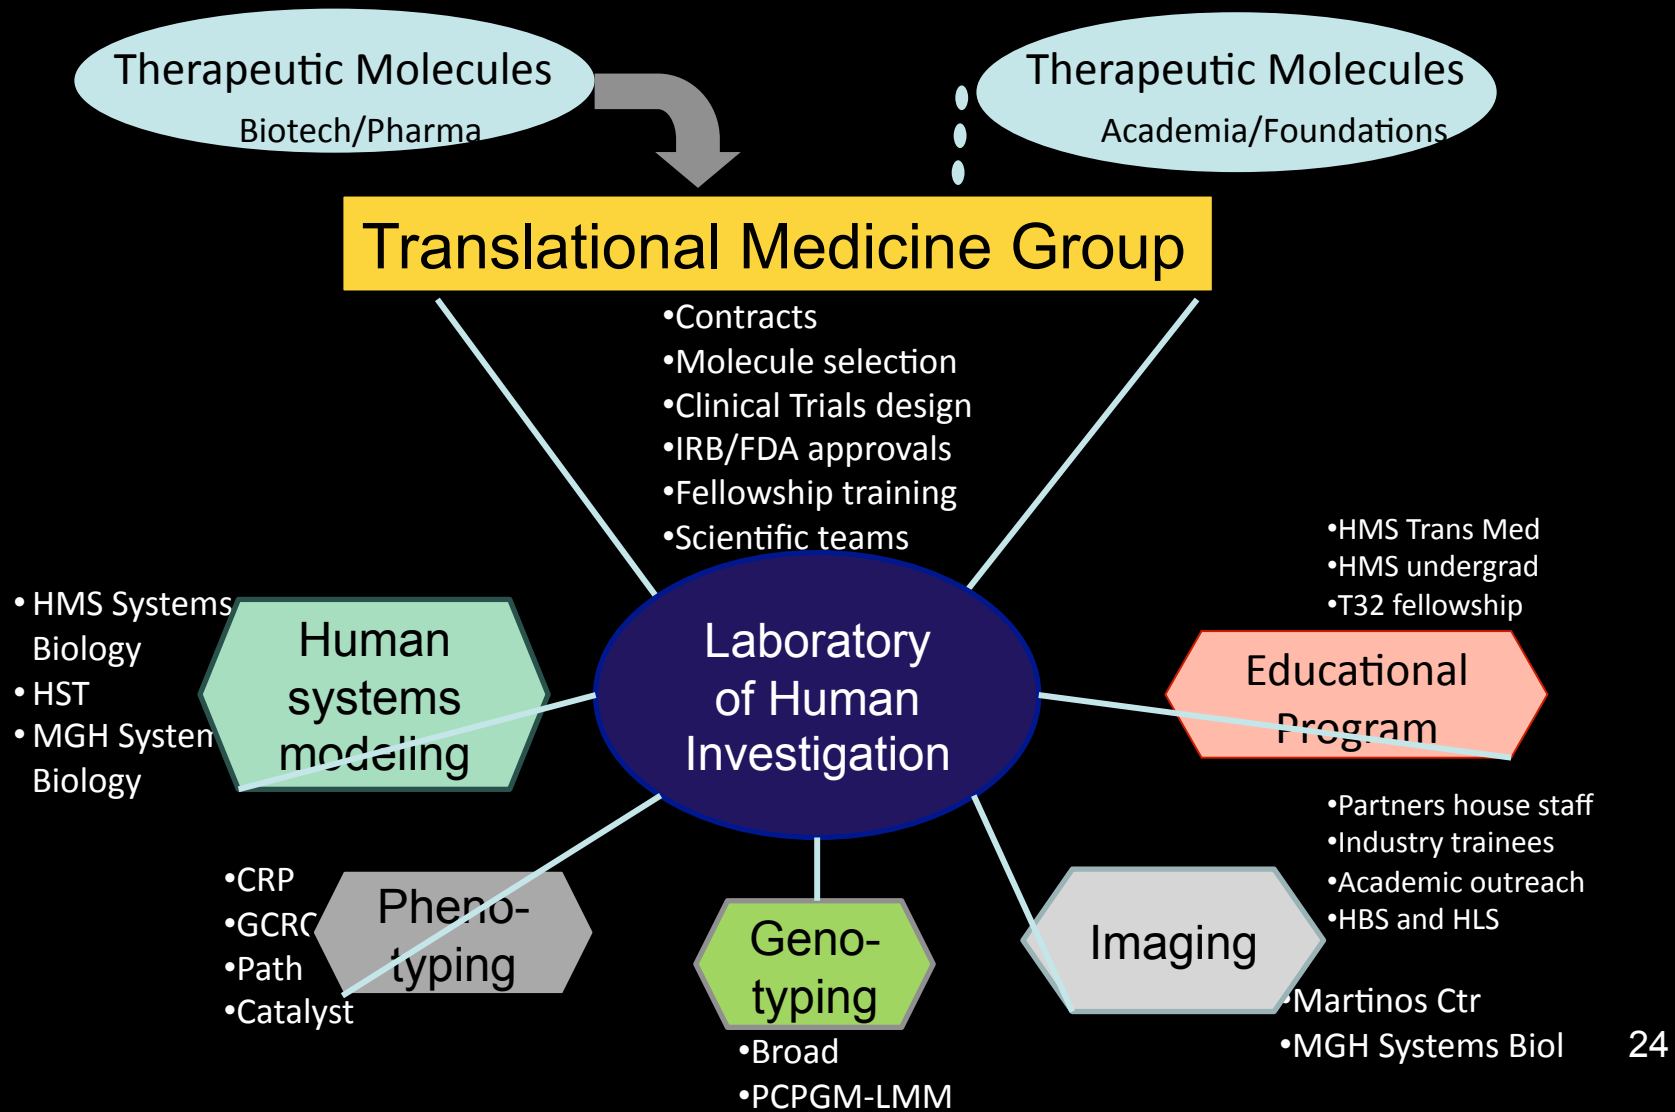 Therapeutic Molecules
Biotech/Pharma
Therapeutic Molecules
Academia/Foundations
Translational Medicine Group
•Contracts
•Molecule selection
•Clinical Trials design
•IRB/FDA approvals
•Fellowship training
•Scientific teams
•HMS Trans Med
•HMS undergrad
•T32 fellowship
• HMS Systems
Biology
• HST
• MGH System
Biology
Human
systems
modeling
Laboratory
of Human
Investigation
Educational
Program
•Partners house staff
•Industry trainees
•Academic outreach
•HBS and HLS
•CRP
•GCRC
•Path
•Catalyst
Pheno-
typing
Geno-
typing
Imaging
•Martinos Ctr
•MGH Systems Biol
24
•Broad
•PCPGM-LMM